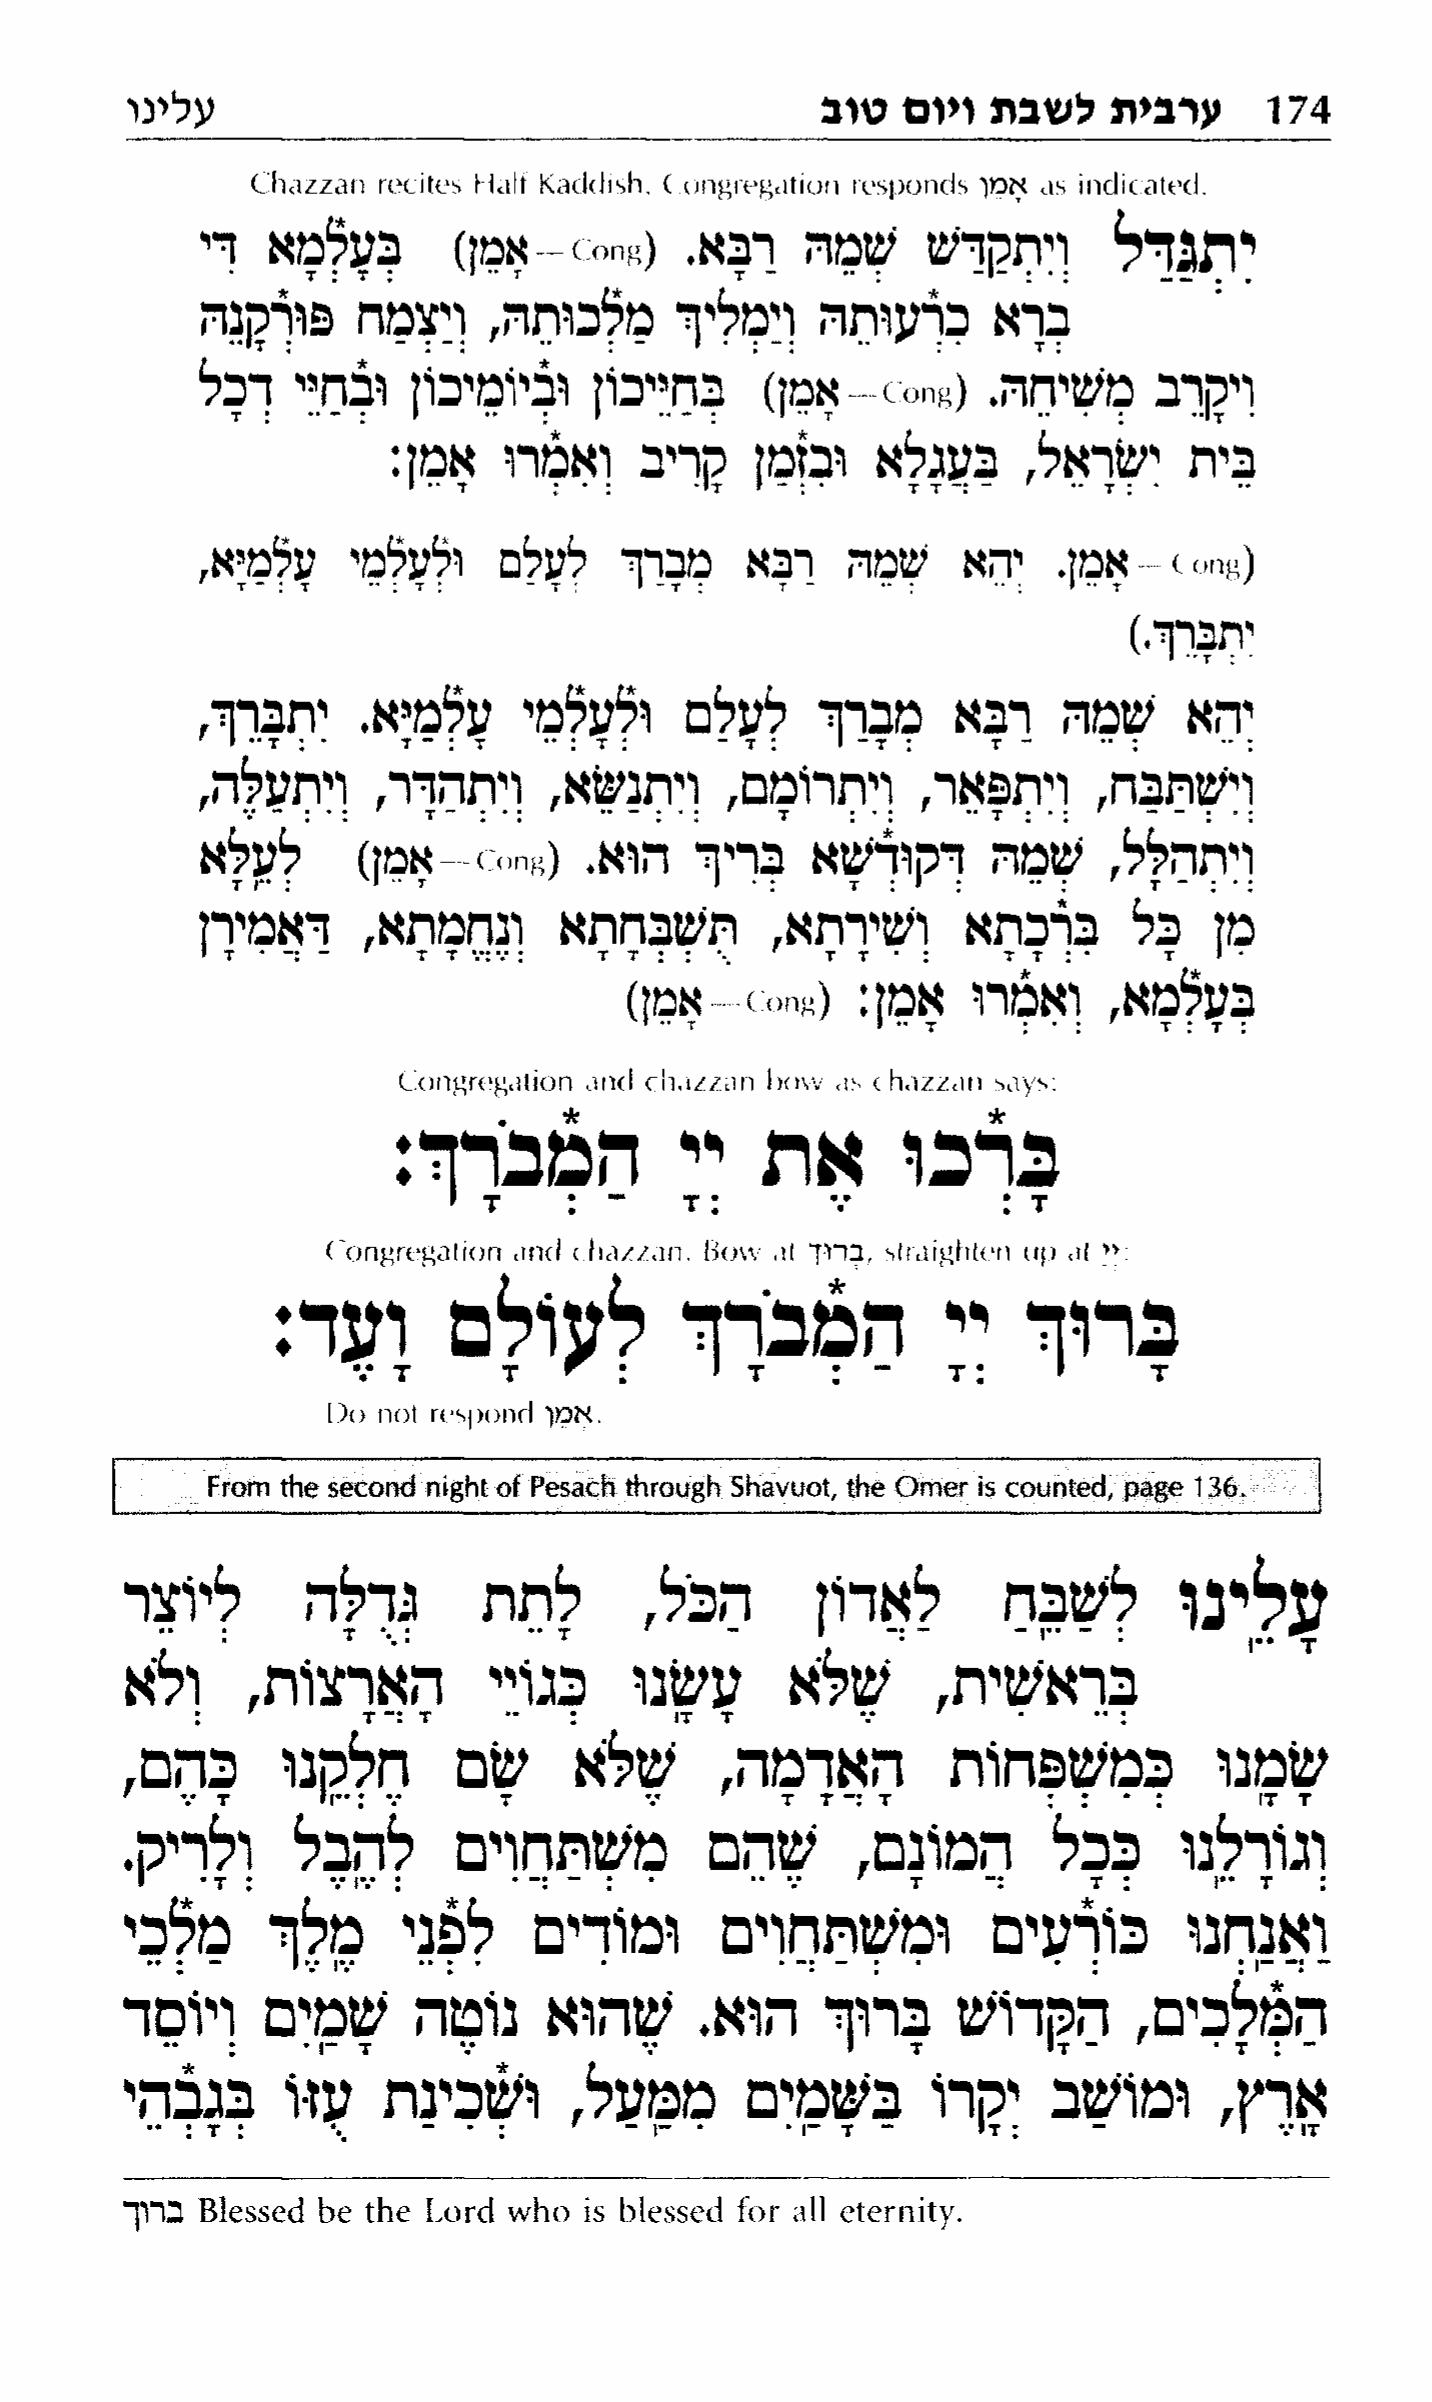 174 ערבית לשבת ויום טוב עלינו
Chazzan recites Half Kaddish. Congregation responds אָמֵן as indicated.
יִתְגַּדַּל וְיִתְקַדַּשׁ שְׁמֵהּ רַבָּא. (Cong—אָמֵן) בְּעָלְמָא דִּי
בְרָא כִרְעוּתֵהּ וְיַמְלִיךְ מַלְכוּתֵהּ, וְיַצְמַח פּוּרְקָנֵהּ
וִיקָרֵב מְשִׁיחֵהּ. (Cong—אָמֵן) בְּחַיֵּיכוֹן וּבְיוֹמֵיכוֹן וּבְחַיֵּי דְכָל
בֵּית יִשְׂרָאֵל, בַּעֲגָלָא וּבִזְמַן קָרִיב וְאִמְרוּ אָמֵן:
(Cong—אָמֵן. יְהֵא שְׁמֵהּ רַבָּא מְבָרַךְ לְעָלַם וּלְעָלְמֵי עָלְמַיָּא,
יִתְבָּרֵךְ.)
יְהֵא שְׁמֵהּ רַבָּא מְבָרַךְ לְעָלַם וּלְעָלְמֵי עָלְמַיָּא. יִתְבָּרֵךְ,
וְיִשְׁתַּבַּח, וְיִתְפָּאֵר, וְיִתְרוֹמָם, וְיִתְנַשֵּׂא, וְיִתְהַדָּר, וְיִתְעַלֶּה,
וְיִתְהַלָּל, שְׁמֵהּ דְּקוּדְשָׁא בְּרִיךְ הוּא. (Cong—אָמֵן) לְעֵלָּא
מִן כָּל בִּרְכָתָא וְשִׁירָתָא, תֻּשְׁבְּחָתָא וְנֶחֱמָתָא, דַּאֲמִירָן
בְּעָלְמָא, וְאִמְרוּ אָמֵן: (Cong—אָמֵן)
Congregation and chazzan bow as chazzan says:
בָּרְכוּ אֶת יְיָ הַמְבֹרָךְ:
Congregation and chazzan. Bow at בָּרוּךְ, straighten up at יְיָ:
בָּרוּךְ יְיָ הַמְבֹרָךְ לְעוֹלָם וָעֶד:
Do not respond אָמֵן.
From the second night of Pesach through Shavuot, the Omer is counted, page 136.
עָלֵינוּ לְשַׁבֵּחַ לַאֲדוֹן הַכֹּל, לָתֵת גְּדֻלָּה לְיוֹצֵר
בְּרֵאשִׁית, שֶׁלֹּא עָשָׂנוּ כְּגוֹיֵי הָאֲרָצוֹת, וְלֹא
שָׂמָנוּ כְּמִשְׁפְּחוֹת הָאֲדָמָה, שֶׁלֹּא שָׂם חֶלְקֵנוּ כָּהֶם,
וְגוֹרָלֵנוּ כְּכָל הֲמוֹנָם, שֶׁהֵם מִשְׁתַּחֲוִים לְהֶבֶל וְלָרִיק.
וַאֲנַחְנוּ כּוֹרְעִים וּמִשְׁתַּחֲוִים וּמוֹדִים לִפְנֵי מֶלֶךְ מַלְכֵי
הַמְּלָכִים, הַקָּדוֹשׁ בָּרוּךְ הוּא. שֶׁהוּא נוֹטֶה שָׁמַיִם וְיוֹסֵד
אָרֶץ, וּמוֹשַׁב יְקָרוֹ בַּשָּׁמַיִם מִמַּעַל, וּשְׁכִינַת עֻזּוֹ בְּגָבְהֵי
ברוך Blessed be the Lord who is blessed for all eternity.